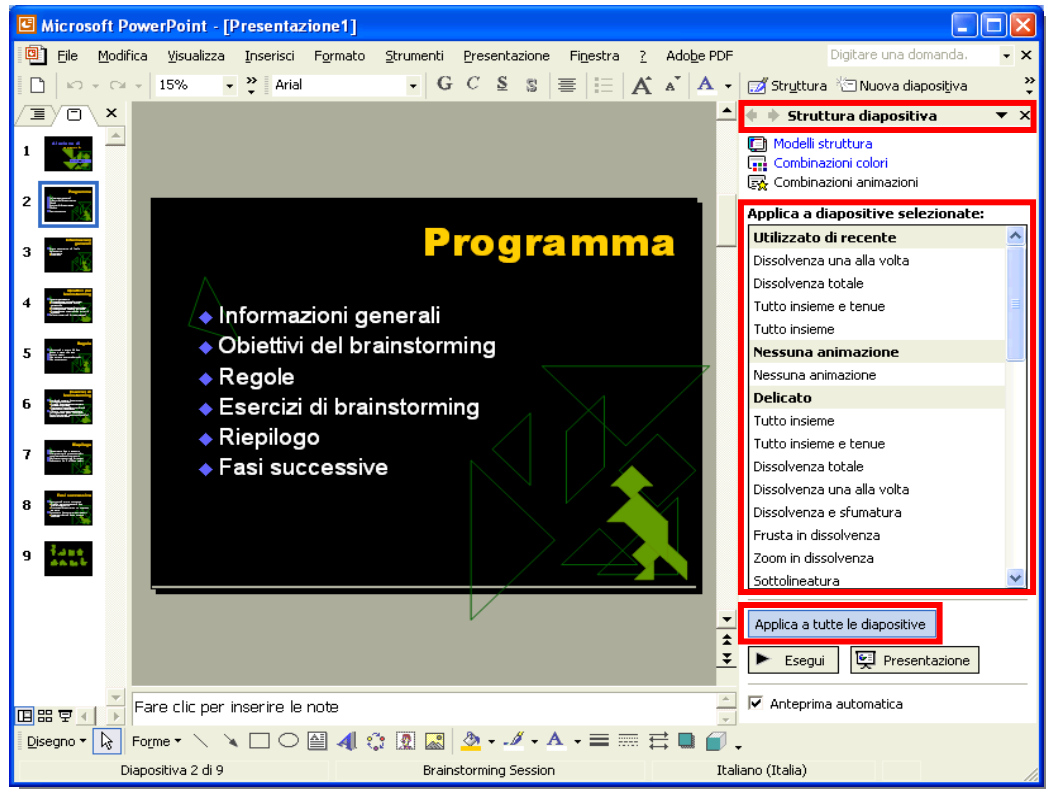 Microsoft PowerPoint - [Presentazione1]
File Modifica Visualizza Inserisci Formato Strumenti Presentazione Finestra ? Adobe PDF Digitare una domanda.
15% Arial G C S S A A A Struttura Nuova diapositiva
Struttura diapositiva
Modelli struttura
Combinazioni colori
Combinazioni animazioni
Applica a diapositive selezionate:
Utilizzato di recente
Dissolvenza una alla volta
Dissolvenza totale
Tutto insieme e tenue
Tutto insieme
Nessuna animazione
Nessuna animazione
Delicato
Tutto insieme
Tutto insieme e tenue
Dissolvenza totale
Dissolvenza una alla volta
Dissolvenza e sfumatura
Frusta in dissolvenza
Zoom in dissolvenza
Sottolineatura
Applica a tutte le diapositive
Esegui Presentazione
Anteprima automatica
1
2
3
4
5
6
7
8
9
Programma
Informazioni generali
Obiettivi del brainstorming
Regole
Esercizi di brainstorming
Riepilogo
Fasi successive
Fare clic per inserire le note
Disegno Forme A A
Diapositiva 2 di 9 Brainstorming Session Italiano (Italia)